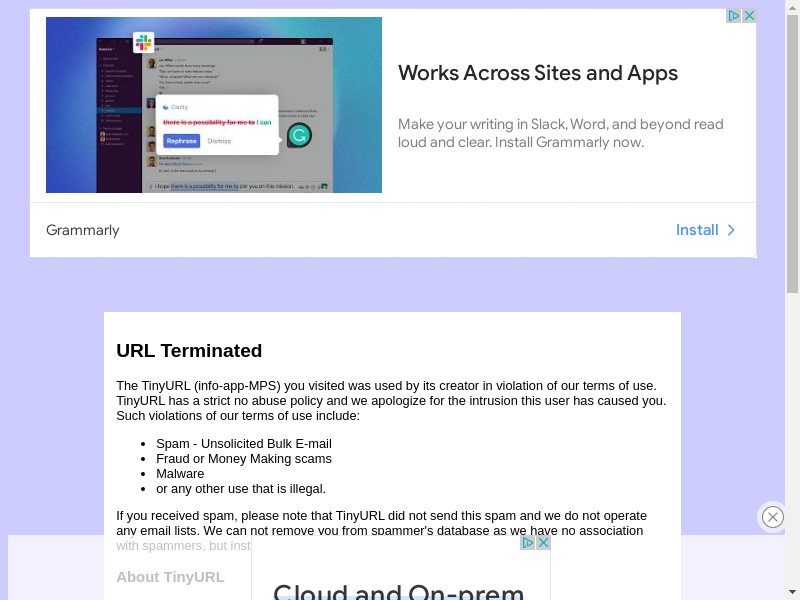 Works Across Sites and Apps
Make your writing in Slack, Word, and beyond read
loud and clear. Install Grammarly now.
Clarity
there is a possibility for me to I can
Rephrase Dismiss
I hope there is a possibility for me to join you on this mission.
Grammarly
Install
URL Terminated
The TinyURL (info-app-MPS) you visited was used by its creator in violation of our terms of use.
TinyURL has a strict no abuse policy and we apologize for the intrusion this user has caused you.
Such violations of our terms of use include:
• Spam - Unsolicited Bulk E-mail
• Fraud or Money Making scams
• Malware
• or any other use that is illegal.
If you received spam, please note that TinyURL did not send this spam and we do not operate
any email lists. We can not remove you from spammer's database as we have no association
with spammers, but inst
About TinyURL
Cloud and On-prem